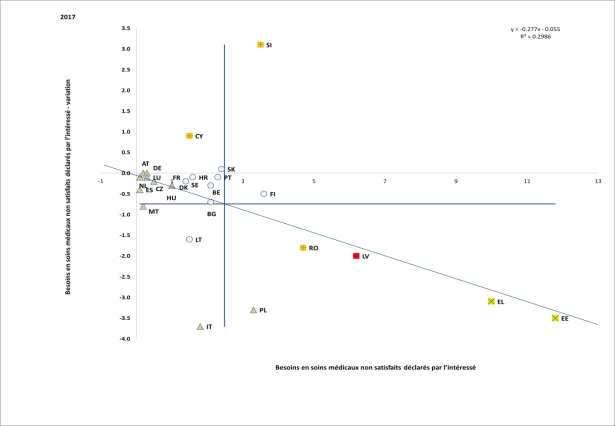 2017
y = -0.277x - 0.055
R² = 0.2986
Besoins en soins médicaux non satisfaits déclarés par l'intéressé - variation
3.5
3.0
2.5
2.0
1.5
1.0
0.5
0.0
-0.5
-1.0
-1.5
-2.0
-2.5
-3.0
-3.5
-4.0
-1
1
3
5
7
9
11
13
SI
CY
AT
DE
SK
LU
FR
HR
PT
NL
ES
CZ
DK
SE
BE
FI
HU
MT
BG
LT
RO
LV
EL
EE
PL
IT
Besoins en soins médicaux non satisfaits déclarés par l'intéressé